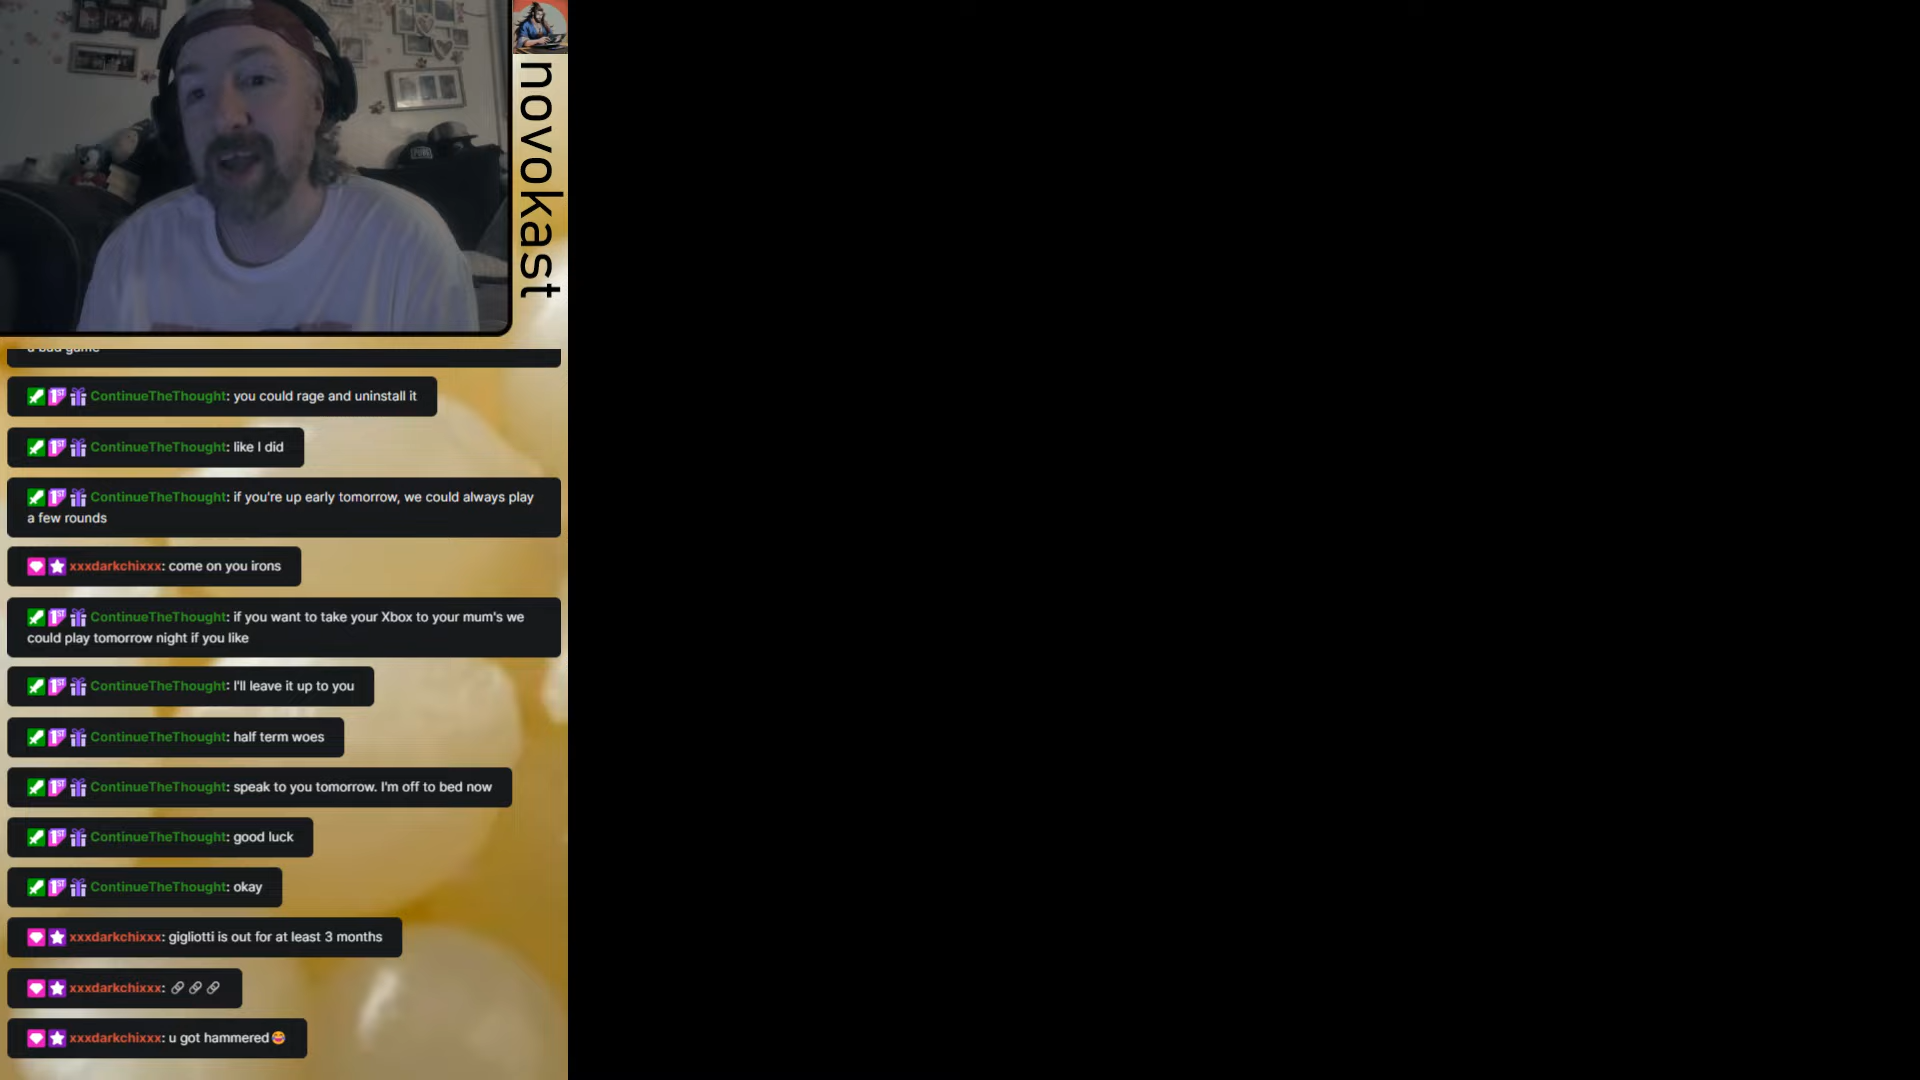 novokast
a bad game
ContinueTheThought: you could rage and uninstall it
ContinueTheThought: like I did
ContinueTheThought: if you're up early tomorrow, we could always play
a few rounds
xxxdarkchixxx: come on you irons
ContinueTheThought: if you want to take your Xbox to your mum's we
could play tomorrow night if you like
ContinueTheThought: I'll leave it up to you
ContinueTheThought: half term woes
ContinueTheThought: speak to you tomorrow. I'm off to bed now
ContinueTheThought: good luck
ContinueTheThought: okay
xxxdarkchixxx: gigliotti is out for at least 3 months
xxxdarkchixxx: 🔗 🔗 🔗
xxxdarkchixxx: u got hammered😂